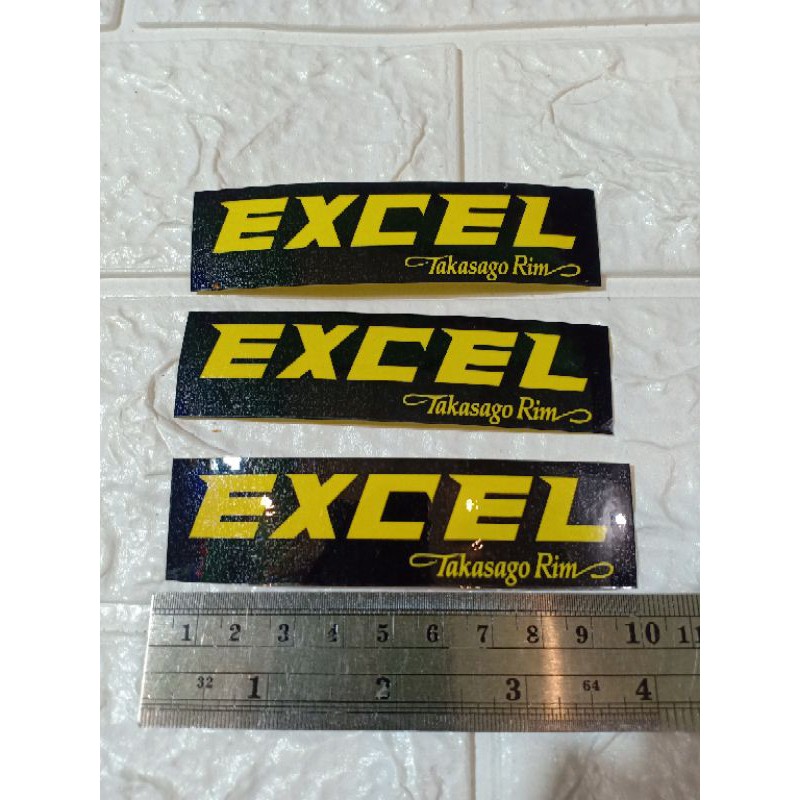 EXCEL
Takasago Rim
EXCEL
Takasago Rim
EXCEL
Takasago Rim
1 2 3 4 5 6 7 8 9 10 11
32 1 2 3 64 4